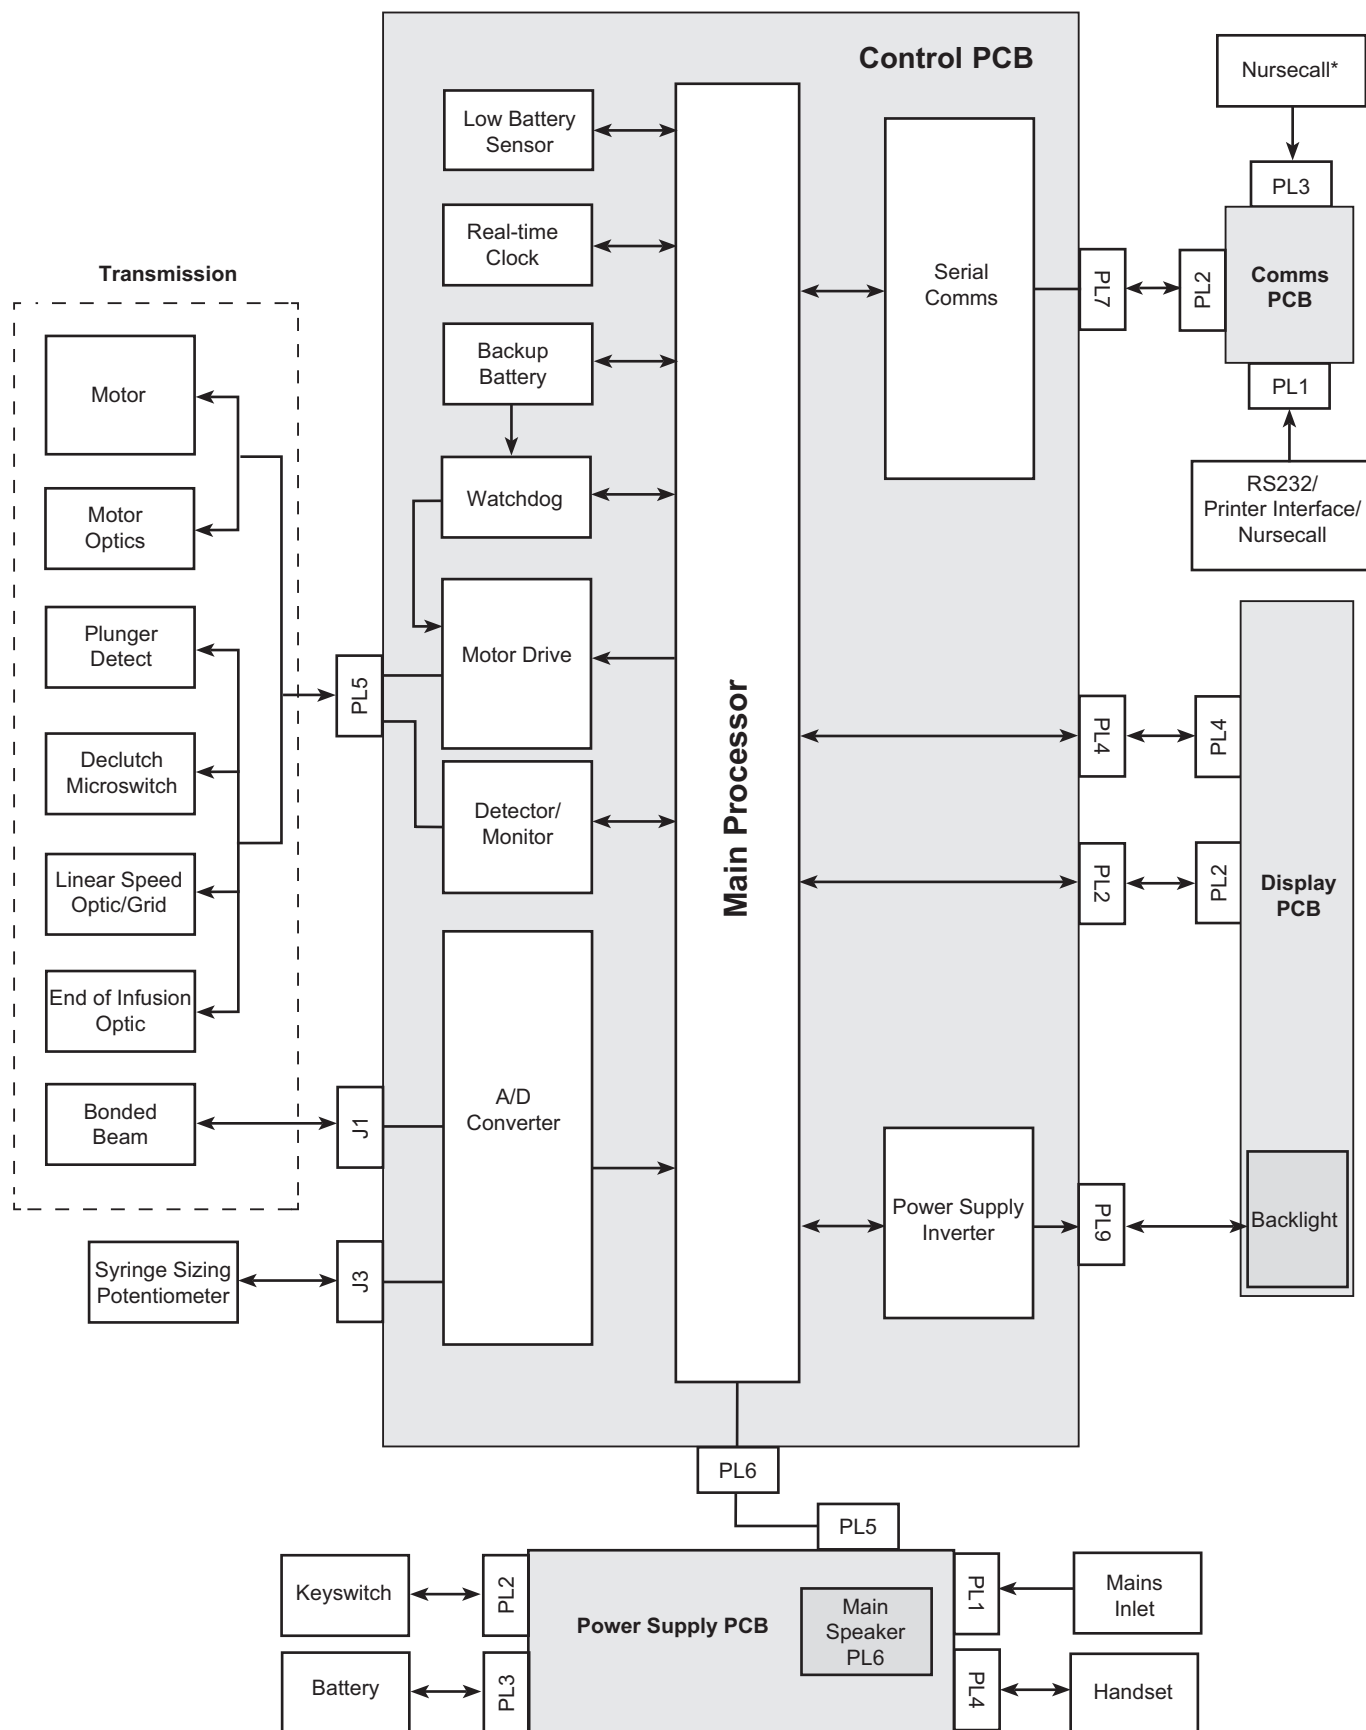 Control PCB
Nursecall*
Low Battery
Sensor
PL3
Real-time
Clock
Serial
Comms
PL7
PL2
Comms
PCB
Transmission
Backup
Battery
PL1
Motor
Watchdog
RS232/
Printer Interface/
Nursecall
Motor
Optics
Plunger
Detect
PL5
Motor Drive
Main Processor
PL4
PL4
Declutch
Microswitch
Detector/
Monitor
Linear Speed
Optic/Grid
PL2
PL2
Display
PCB
End of Infusion
Optic
A/D
Converter
Bonded
Beam
J1
Power Supply
Inverter
PL9
Backlight
Syringe Sizing
Potentiometer
J3
PL6
PL5
Keyswitch
PL2
Power Supply PCB
Main
Speaker
PL6
PL1
Mains
Inlet
Battery
PL3
PL4
Handset